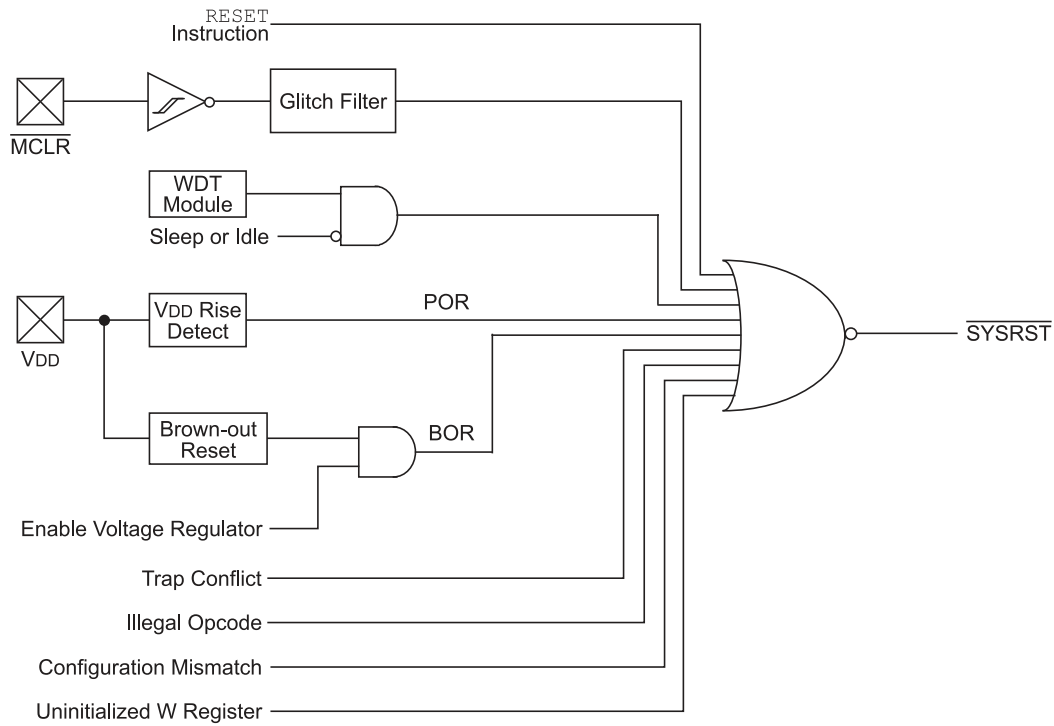 RESET
Instruction
MCLR
Glitch Filter
WDT
Module
Sleep or Idle
VDD
VDD Rise
Detect
POR
SYSRST
Brown-out
Reset
BOR
Enable Voltage Regulator
Trap Conflict
Illegal Opcode
Configuration Mismatch
Uninitialized W Register